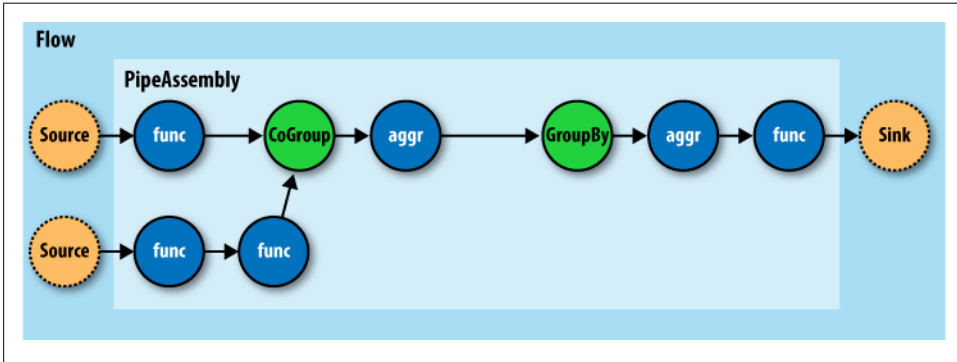 Flow
PipeAssembly
Source func CoGroup aggr GroupBy aggr func Sink
Source func func